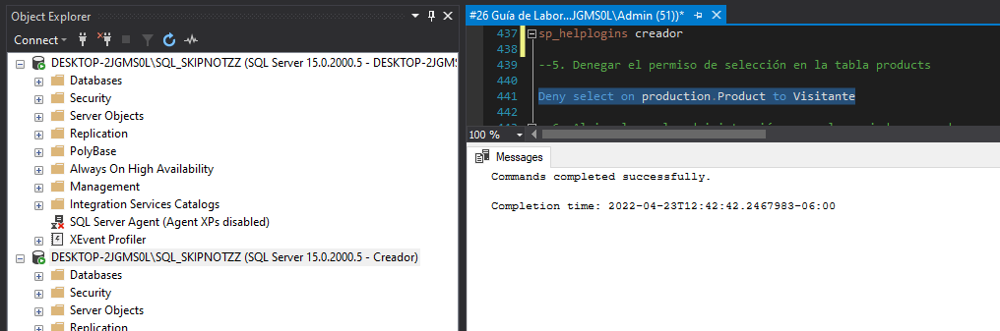 Object Explorer
Connect
DESKTOP-2JGMS0L\SQL_SKIPNOTZZ (SQL Server 15.0.2000.5 - DESKTOP-2JGMS
Databases
Security
Server Objects
Replication
PolyBase
Always On High Availability
Management
Integration Services Catalogs
SQL Server Agent (Agent XPs disabled)
XEvent Profiler
DESKTOP-2JGMS0L\SQL_SKIPNOTZZ (SQL Server 15.0.2000.5 - Creador)
Databases
Security
Server Objects
Replication
#26 Guía de Labor...JGMS0L\Admin (51))*
437 sp_helplogins creador
438
439 --5. Denegar el permiso de selección en la tabla products
440
441 Deny select on production.Product to Visitante
442
100 %
Messages
Commands completed successfully.
Completion time: 2022-04-23T12:42:42.2467983-06:00